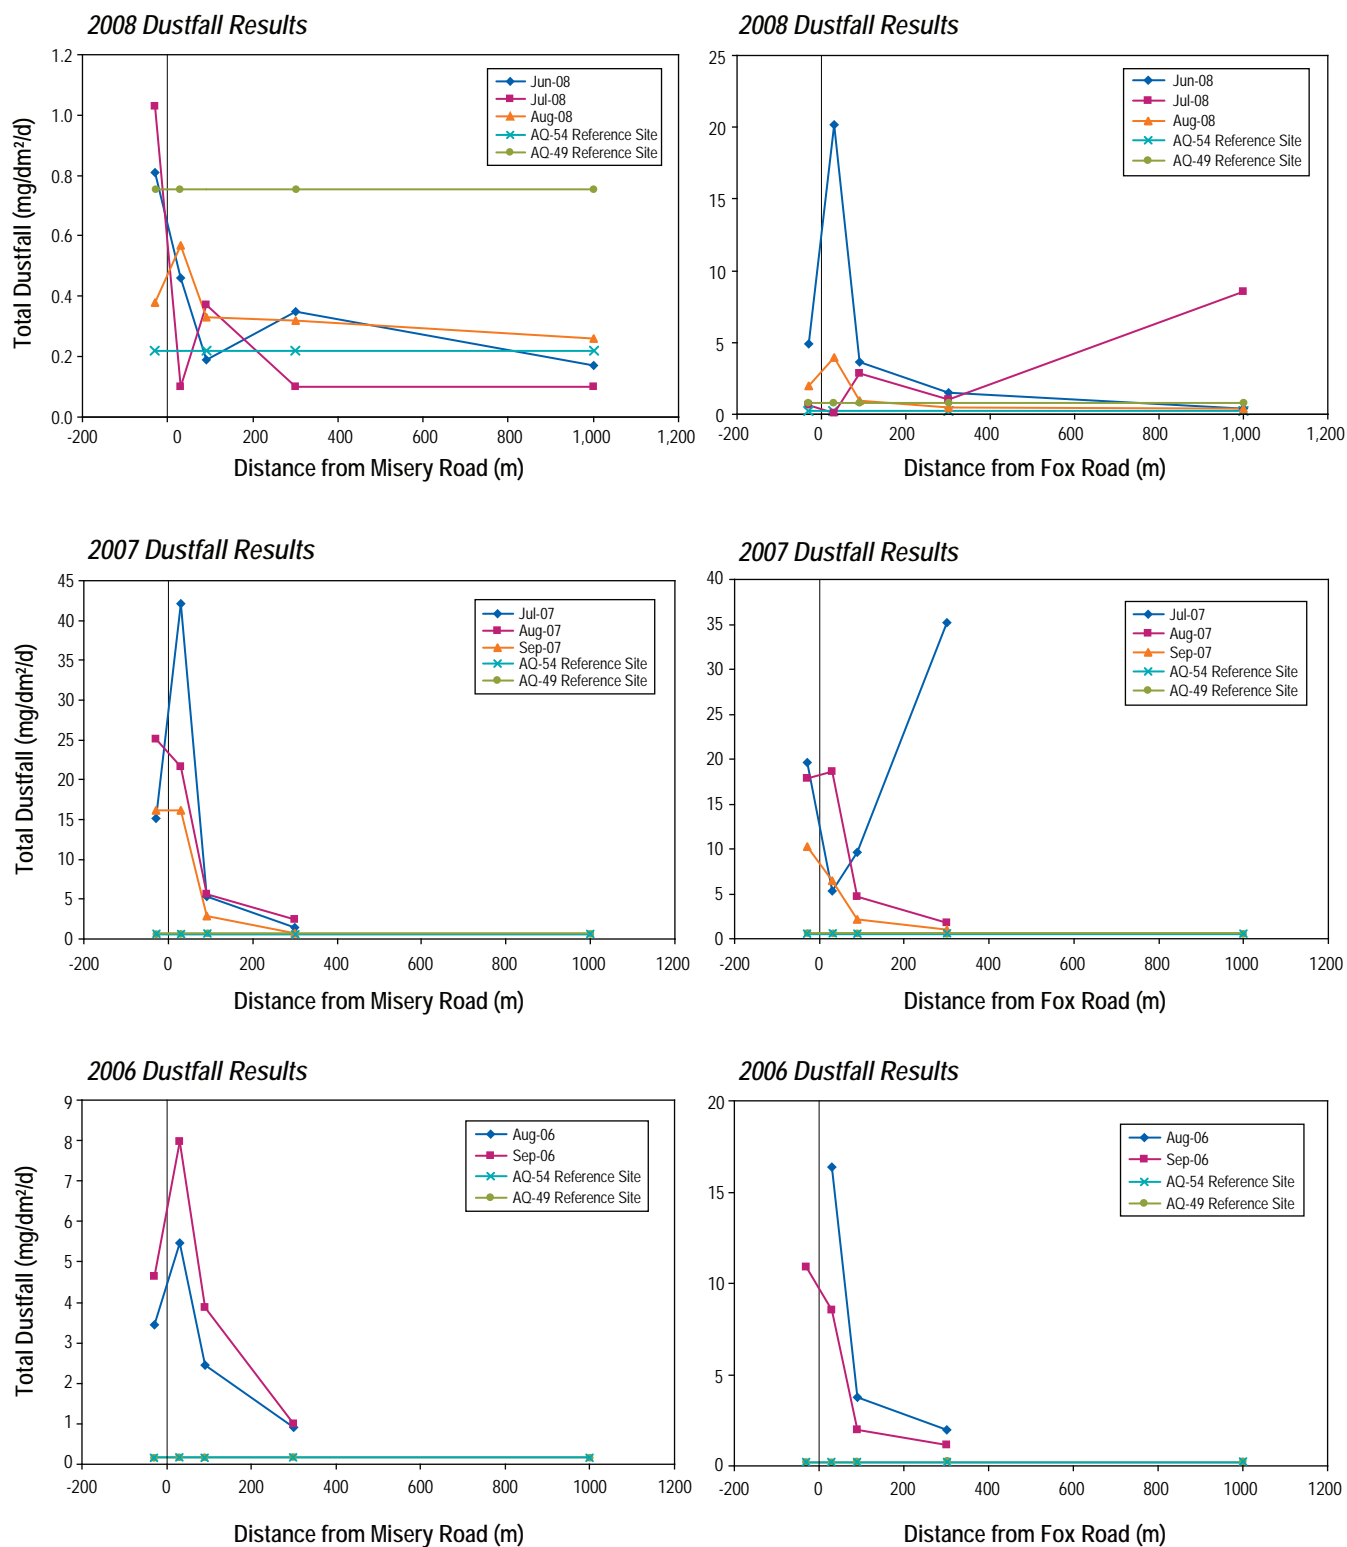 2008 Dustfall Results
1.2
1.0
0.8
0.6
0.4
0.2
0.0
-200
0
200
400
600
800
1,000
1,200
Total Dustfall (mg/dm²/d)
Distance from Misery Road (m)
Jun-08
Jul-08
Aug-08
AQ-54 Reference Site
AQ-49 Reference Site
2008 Dustfall Results
25
20
15
10
5
0
-200
0
200
400
600
800
1,000
1,200
Distance from Fox Road (m)
Jun-08
Jul-08
Aug-08
AQ-54 Reference Site
AQ-49 Reference Site
2007 Dustfall Results
45
40
35
30
25
20
15
10
5
0
-200
0
200
400
600
800
1000
1200
Total Dustfall (mg/dm²/d)
Distance from Misery Road (m)
Jul-07
Aug-07
Sep-07
AQ-54 Reference Site
AQ-49 Reference Site
2007 Dustfall Results
40
35
30
25
20
15
10
5
0
-200
0
200
400
600
800
1000
1200
Distance from Fox Road (m)
Jul-07
Aug-07
Sep-07
AQ-54 Reference Site
AQ-49 Reference Site
2006 Dustfall Results
9
8
7
6
5
4
3
2
1
0
-200
0
200
400
600
800
1000
1200
Total Dustfall (mg/dm²/d)
Distance from Misery Road (m)
Aug-06
Sep-06
AQ-54 Reference Site
AQ-49 Reference Site
2006 Dustfall Results
20
15
10
5
0
-200
0
200
400
600
800
1000
1200
Distance from Fox Road (m)
Aug-06
Sep-06
AQ-54 Reference Site
AQ-49 Reference Site